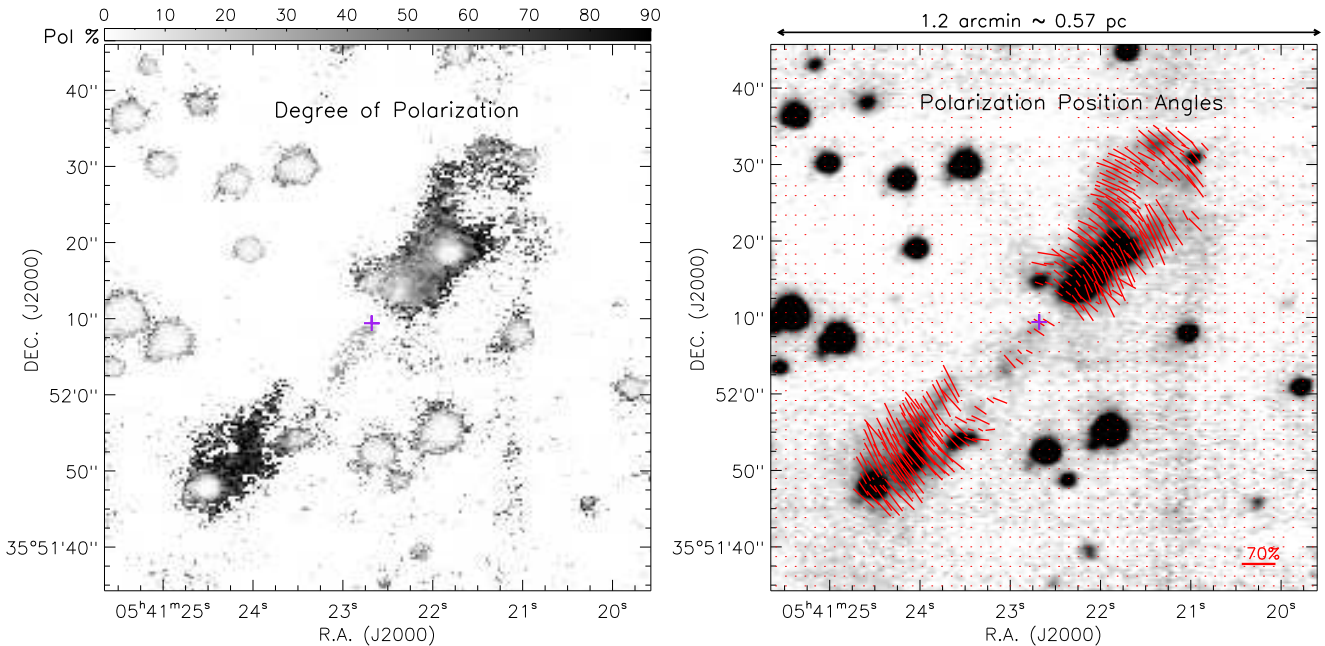 0 10 20 30 40 50 60 70 80 90
Pol %
1.2 arcmin ~ 0.57 pc
Degree of Polarization
Polarization Position Angles
40''
30''
20''
10''
52'0''
50''
35°51'40''
DEC. (J2000)
05ʰ41ᵐ25ˢ 24ˢ 23ˢ 22ˢ 21ˢ 20ˢ
R.A. (J2000)
40''
30''
20''
10''
52'0''
50''
35°51'40''
DEC. (J2000)
70%
05ʰ41ᵐ25ˢ 24ˢ 23ˢ 22ˢ 21ˢ 20ˢ
R.A. (J2000)